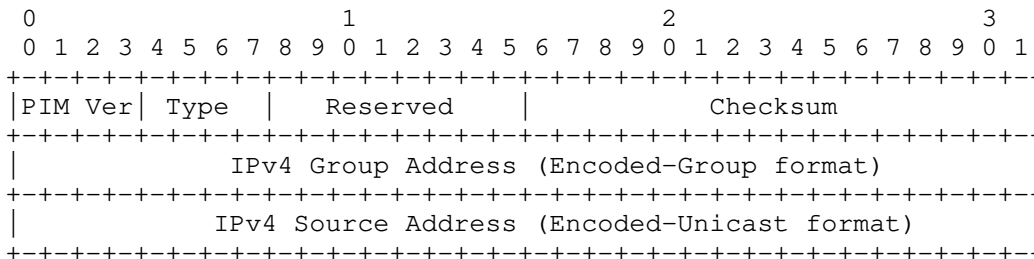 0                   1                   2                   3
0 1 2 3 4 5 6 7 8 9 0 1 2 3 4 5 6 7 8 9 0 1 2 3 4 5 6 7 8 9 0 1
+-+-+-+-+-+-+-+-+-+-+-+-+-+-+-+-+-+-+-+-+-+-+-+-+-+-+-+-+-+-+-+-
|PIM Ver| Type  |   Reserved    |           Checksum
+-+-+-+-+-+-+-+-+-+-+-+-+-+-+-+-+-+-+-+-+-+-+-+-+-+-+-+-+-+-+-+-
|             IPv4 Group Address (Encoded-Group format)
+-+-+-+-+-+-+-+-+-+-+-+-+-+-+-+-+-+-+-+-+-+-+-+-+-+-+-+-+-+-+-+-
|            IPv4 Source Address (Encoded-Unicast format)
+-+-+-+-+-+-+-+-+-+-+-+-+-+-+-+-+-+-+-+-+-+-+-+-+-+-+-+-+-+-+-+-